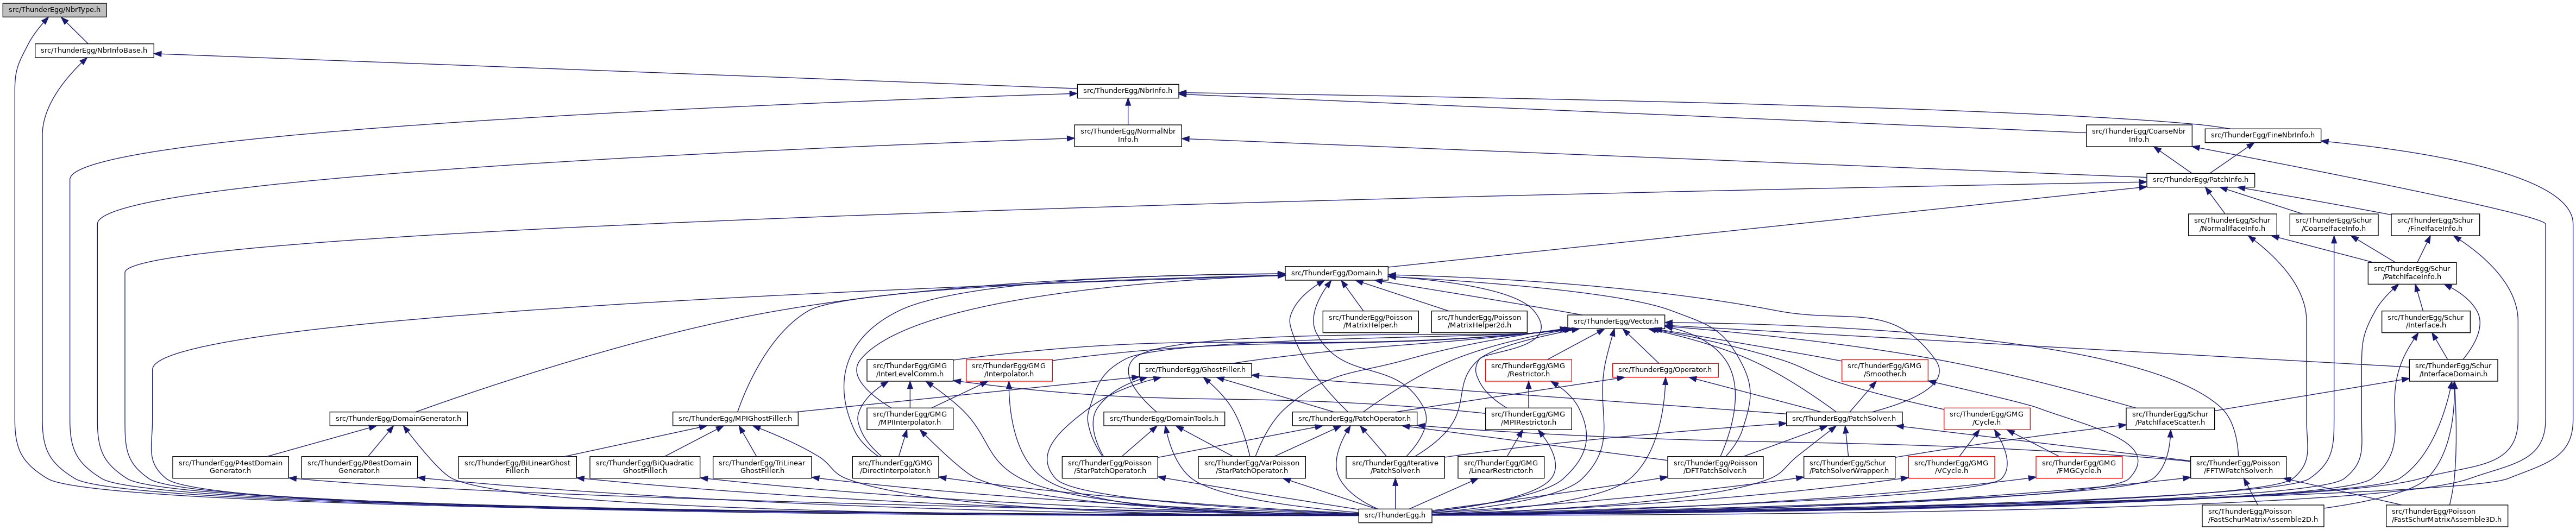 src/ThunderEgg/NbrType.h
src/ThunderEgg/NbrInfoBase.h
src/ThunderEgg/NbrInfo.h
src/ThunderEgg/NormalNbr
Info.h
src/ThunderEgg/CoarseNbr
Info.h
src/ThunderEgg/FineNbrInfo.h
src/ThunderEgg/PatchInfo.h
src/ThunderEgg/Schur
/NormalIfaceInfo.h
src/ThunderEgg/Schur
/CoarseIfaceInfo.h
src/ThunderEgg/Schur
/FineIfaceInfo.h
src/ThunderEgg/Domain.h
src/ThunderEgg/Schur
/PatchIfaceInfo.h
src/ThunderEgg/Poisson
/MatrixHelper.h
src/ThunderEgg/Poisson
/MatrixHelper2d.h
src/ThunderEgg/Vector.h
src/ThunderEgg/Schur
/Interface.h
src/ThunderEgg/GMG
/InterLevelComm.h
src/ThunderEgg/GMG
/Interpolator.h
src/ThunderEgg/GhostFiller.h
src/ThunderEgg/GMG
/Restrictor.h
src/ThunderEgg/Operator.h
src/ThunderEgg/GMG
/Smoother.h
src/ThunderEgg/Schur
/InterfaceDomain.h
src/ThunderEgg/DomainGenerator.h
src/ThunderEgg/MPIGhostFiller.h
src/ThunderEgg/GMG
/MPIInterpolator.h
src/ThunderEgg/DomainTools.h
src/ThunderEgg/PatchOperator.h
src/ThunderEgg/GMG
/MPIRestrictor.h
src/ThunderEgg/PatchSolver.h
src/ThunderEgg/GMG
/Cycle.h
src/ThunderEgg/Schur
/PatchIfaceScatter.h
src/ThunderEgg/P4estDomain
Generator.h
src/ThunderEgg/P8estDomain
Generator.h
src/ThunderEgg/BiLinearGhost
Filler.h
src/ThunderEgg/BiQuadratic
GhostFiller.h
src/ThunderEgg/TriLinear
GhostFiller.h
src/ThunderEgg/GMG
/DirectInterpolator.h
src/ThunderEgg/Poisson
/StarPatchOperator.h
src/ThunderEgg/VarPoisson
/StarPatchOperator.h
src/ThunderEgg/Iterative
/PatchSolver.h
src/ThunderEgg/GMG
/LinearRestrictor.h
src/ThunderEgg/Poisson
/DFTPatchSolver.h
src/ThunderEgg/Schur
/PatchSolverWrapper.h
src/ThunderEgg/GMG
/VCycle.h
src/ThunderEgg/GMG
/FMGCycle.h
src/ThunderEgg/Poisson
/FFTWPatchSolver.h
src/ThunderEgg.h
src/ThunderEgg/Poisson
/FastSchurMatrixAssemble2D.h
src/ThunderEgg/Poisson
/FastSchurMatrixAssemble3D.h